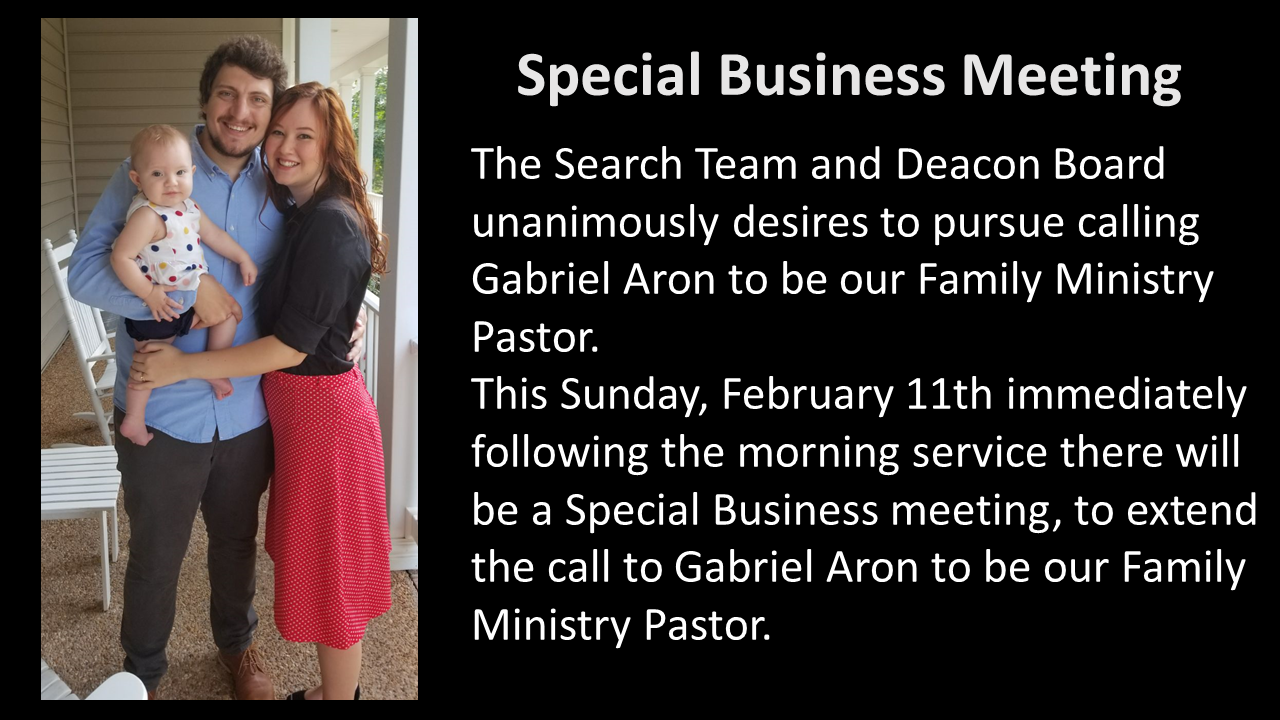 Special Business Meeting
The Search Team and Deacon Board
unanimously desires to pursue calling
Gabriel Aron to be our Family Ministry
Pastor.
This Sunday, February 11th immediately
following the morning service there will
be a Special Business meeting, to extend
the call to Gabriel Aron to be our Family
Ministry Pastor.